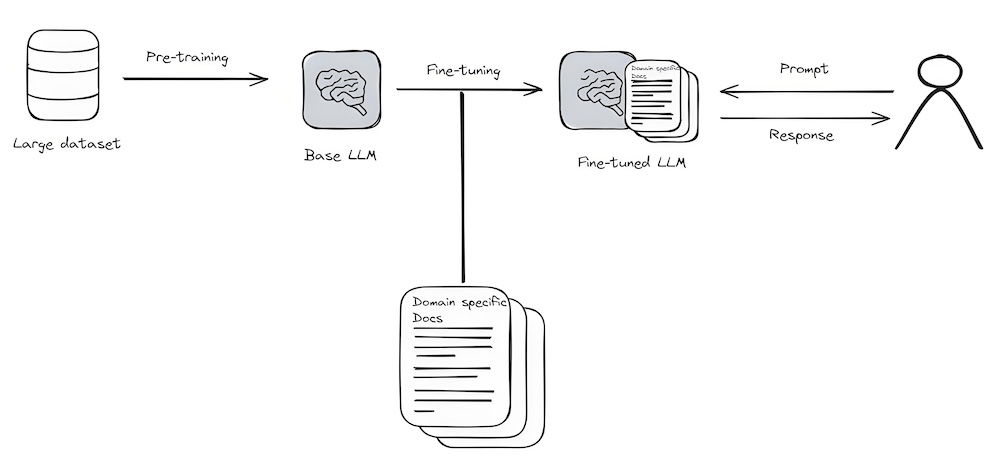 Pre-training
Large dataset
Base LLM
Fine-tuning
Domain specific
Docs
Domain specific
Docs
Fine-tuned LLM
Prompt
Response